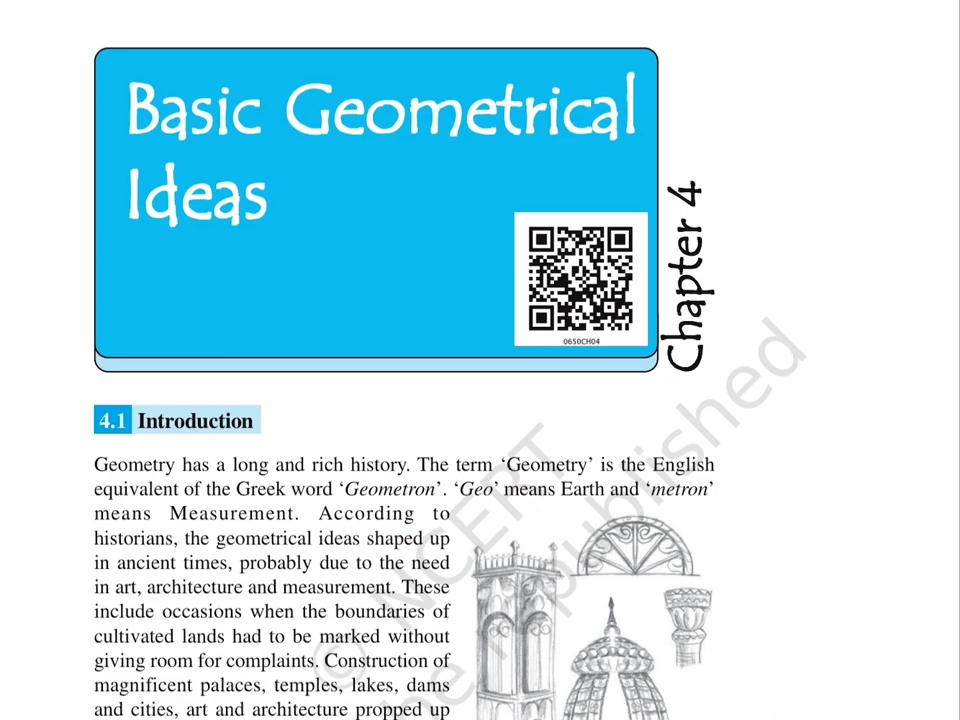 Basic Geometrical
Ideas
Chapter 4
0650CH04
4.1 Introduction
Geometry has a long and rich history. The term ‘Geometry’ is the English
equivalent of the Greek word ‘Geometron’. ‘Geo’ means Earth and ‘metron’
means Measurement. According to
historians, the geometrical ideas shaped up
in ancient times, probably due to the need
in art, architecture and measurement. These
include occasions when the boundaries of
cultivated lands had to be marked without
giving room for complaints. Construction of
magnificent palaces, temples, lakes, dams
and cities, art and architecture propped up
© NCERT
be republished